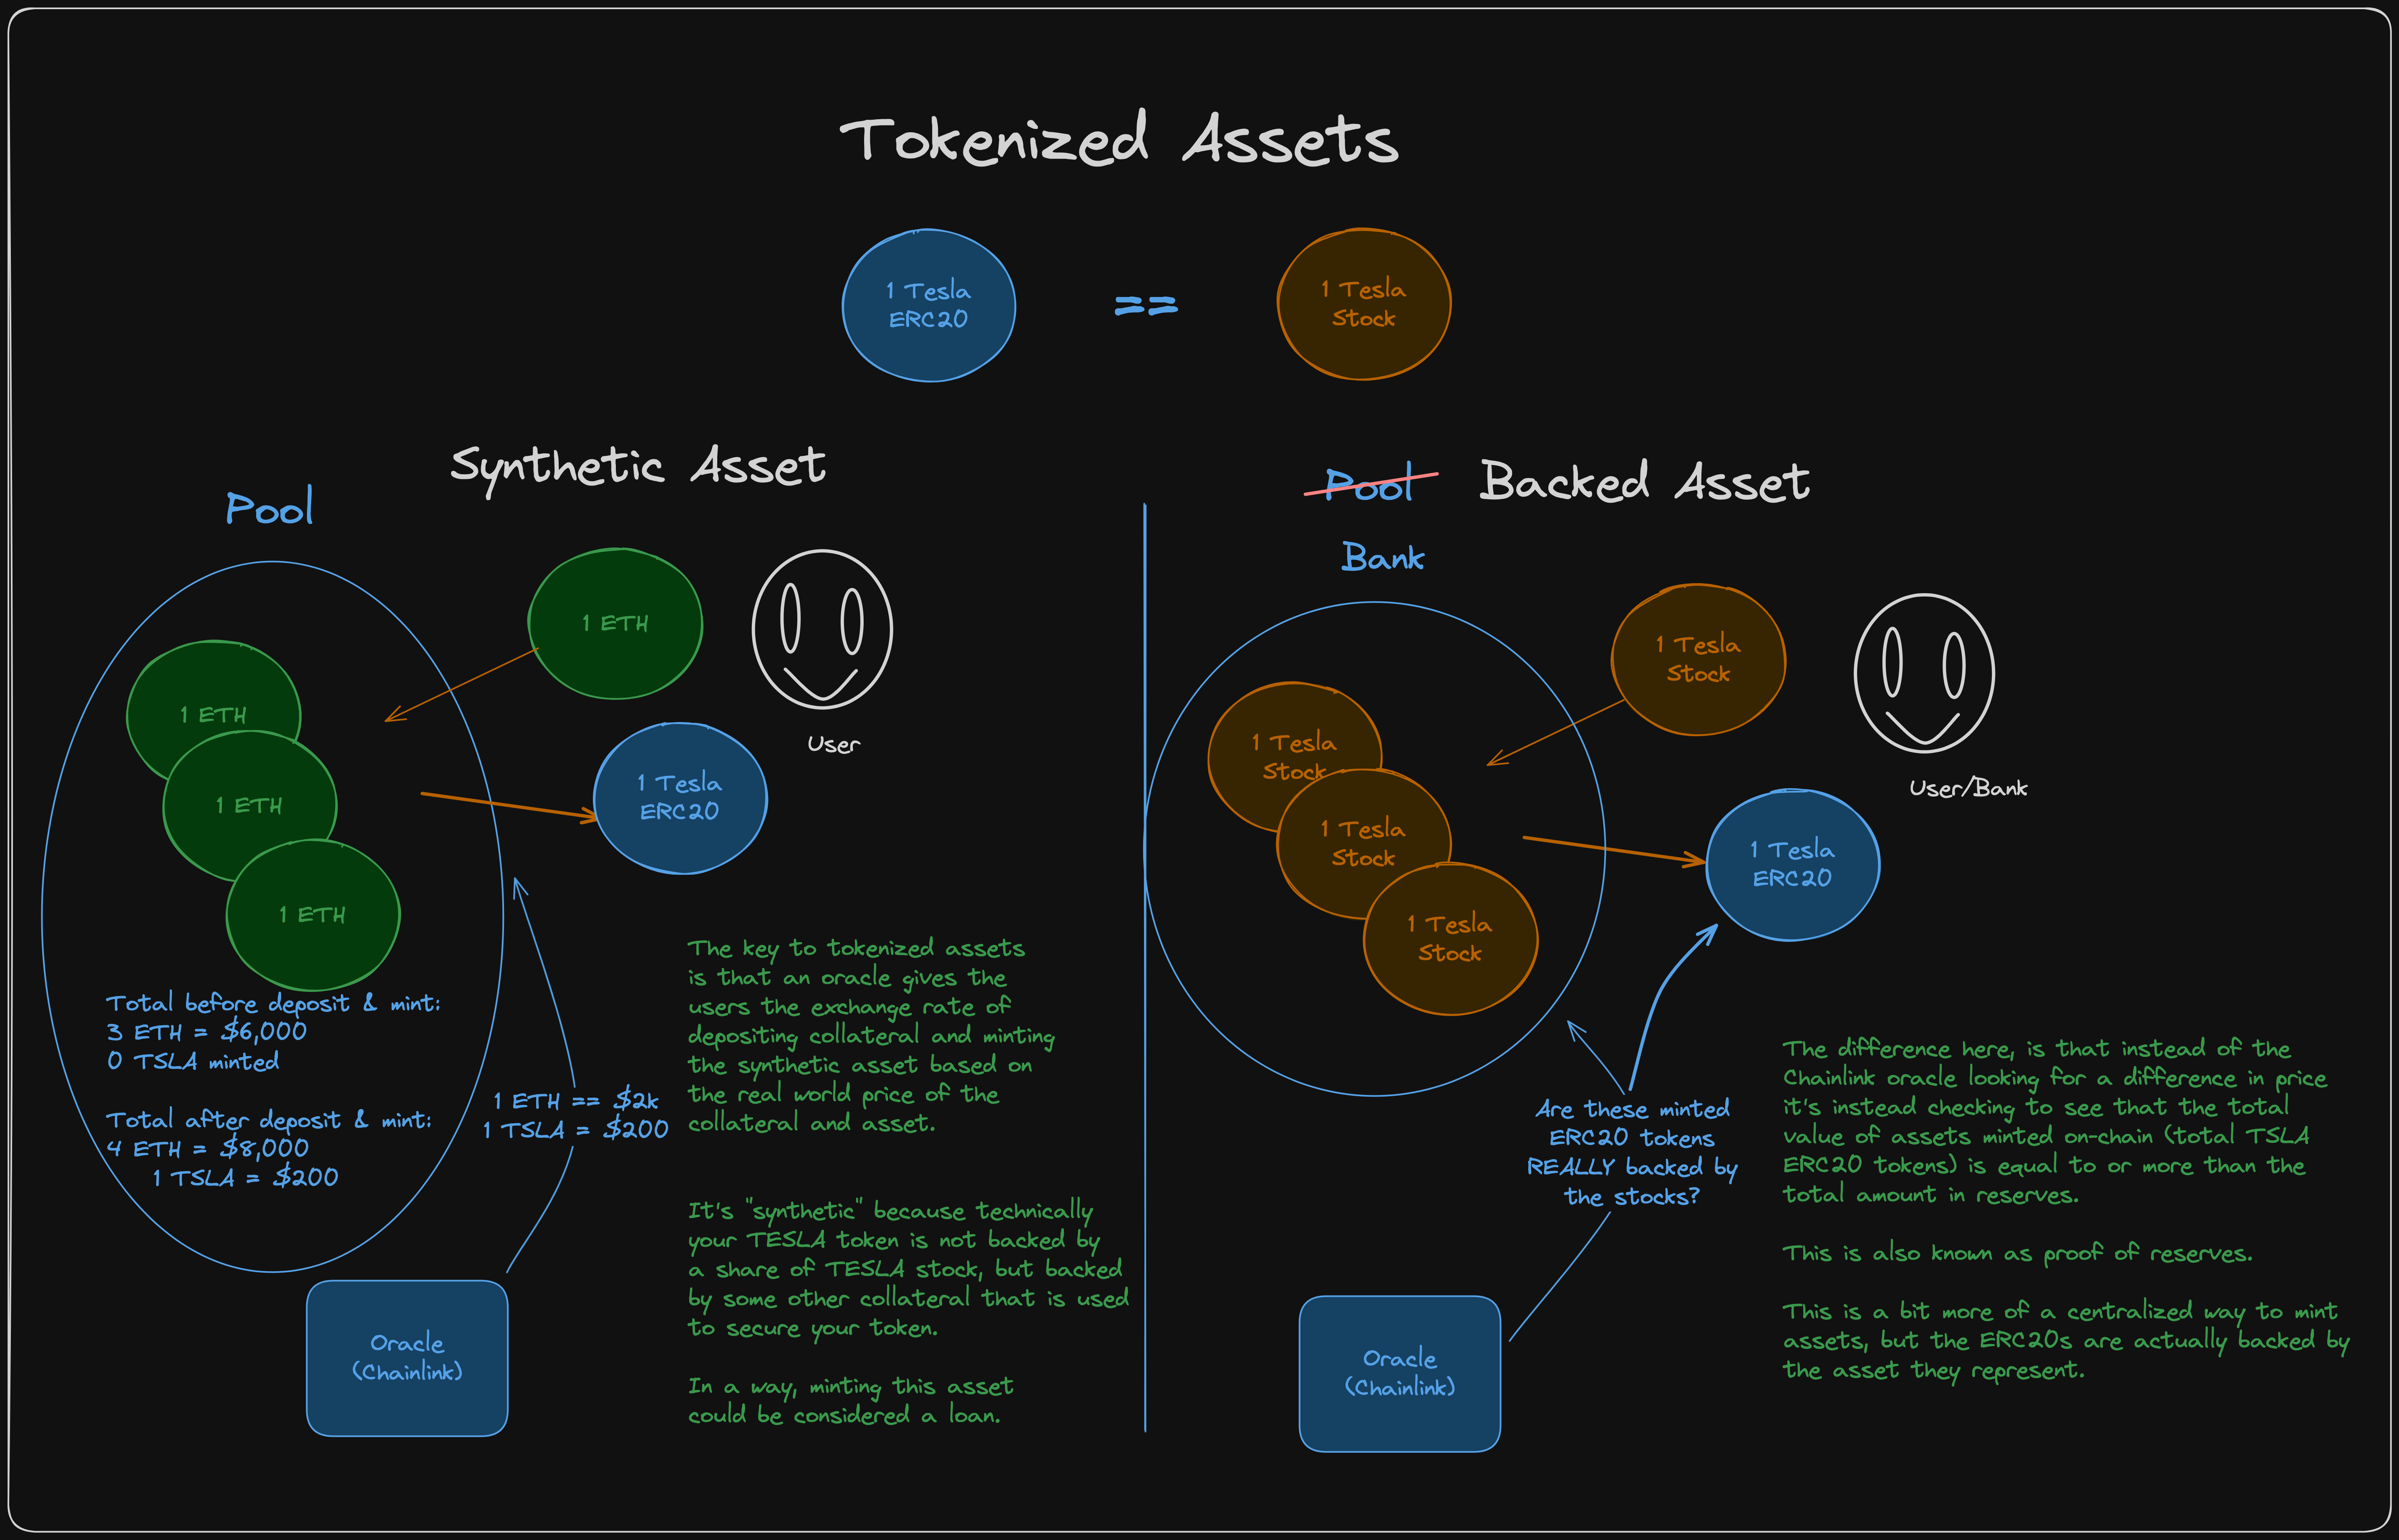 Tokenized Assets
1 Tesla
ERC20
==
1 Tesla
Stock
Synthetic Asset
Pool
1 ETH
User
1 ETH
1 ETH
1 ETH
1 Tesla
ERC20
Total before deposit & mint:
3 ETH = $6,000
0 TSLA minted
Total after deposit & mint:
4 ETH = $8,000
1 TSLA = $200
1 ETH == $2k
1 TSLA = $200
Oracle
(Chainlink)
The key to tokenized assets
is that an oracle gives the
users the exchange rate of
depositing collateral and minting
the synthetic asset based on
the real world price of the
collateral and asset.
It's "synthetic" because technically
your TESLA token is not backed by
a share of TESLA stock, but backed
by some other collateral that is used
to secure your token.
In a way, minting this asset
could be considered a loan.
Pool
Backed Asset
Bank
1 Tesla
Stock
User/Bank
1 Tesla
Stock
1 Tesla
Stock
1 Tesla
Stock
1 Tesla
ERC20
Are these minted
ERC20 tokens
REALLY backed by
the stocks?
Oracle
(Chainlink)
The difference here, is that instead of the
Chainlink oracle looking for a difference in price
it's instead checking to see that the total
value of assets minted on-chain (total TSLA
ERC20 tokens) is equal to or more than the
total amount in reserves.
This is also known as proof of reserves.
This is a bit more of a centralized way to mint
assets, but the ERC20s are actually backed by
the asset they represent.